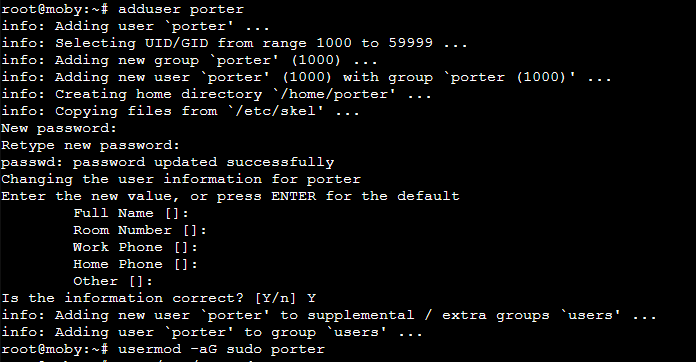 root@moby:~# adduser porter
info: Adding user `porter' ...
info: Selecting UID/GID from range 1000 to 59999 ...
info: Adding new group `porter' (1000) ...
info: Adding new user `porter' (1000) with group `porter (1000)' ...
info: Creating home directory `/home/porter' ...
info: Copying files from `/etc/skel' ...
New password:
Retype new password:
passwd: password updated successfully
Changing the user information for porter
Enter the new value, or press ENTER for the default
        Full Name []:
        Room Number []:
        Work Phone []:
        Home Phone []:
        Other []:
Is the information correct? [Y/n] Y
info: Adding new user `porter' to supplemental / extra groups `users' ...
info: Adding user `porter' to group `users' ...
root@moby:~# usermod -aG sudo porter